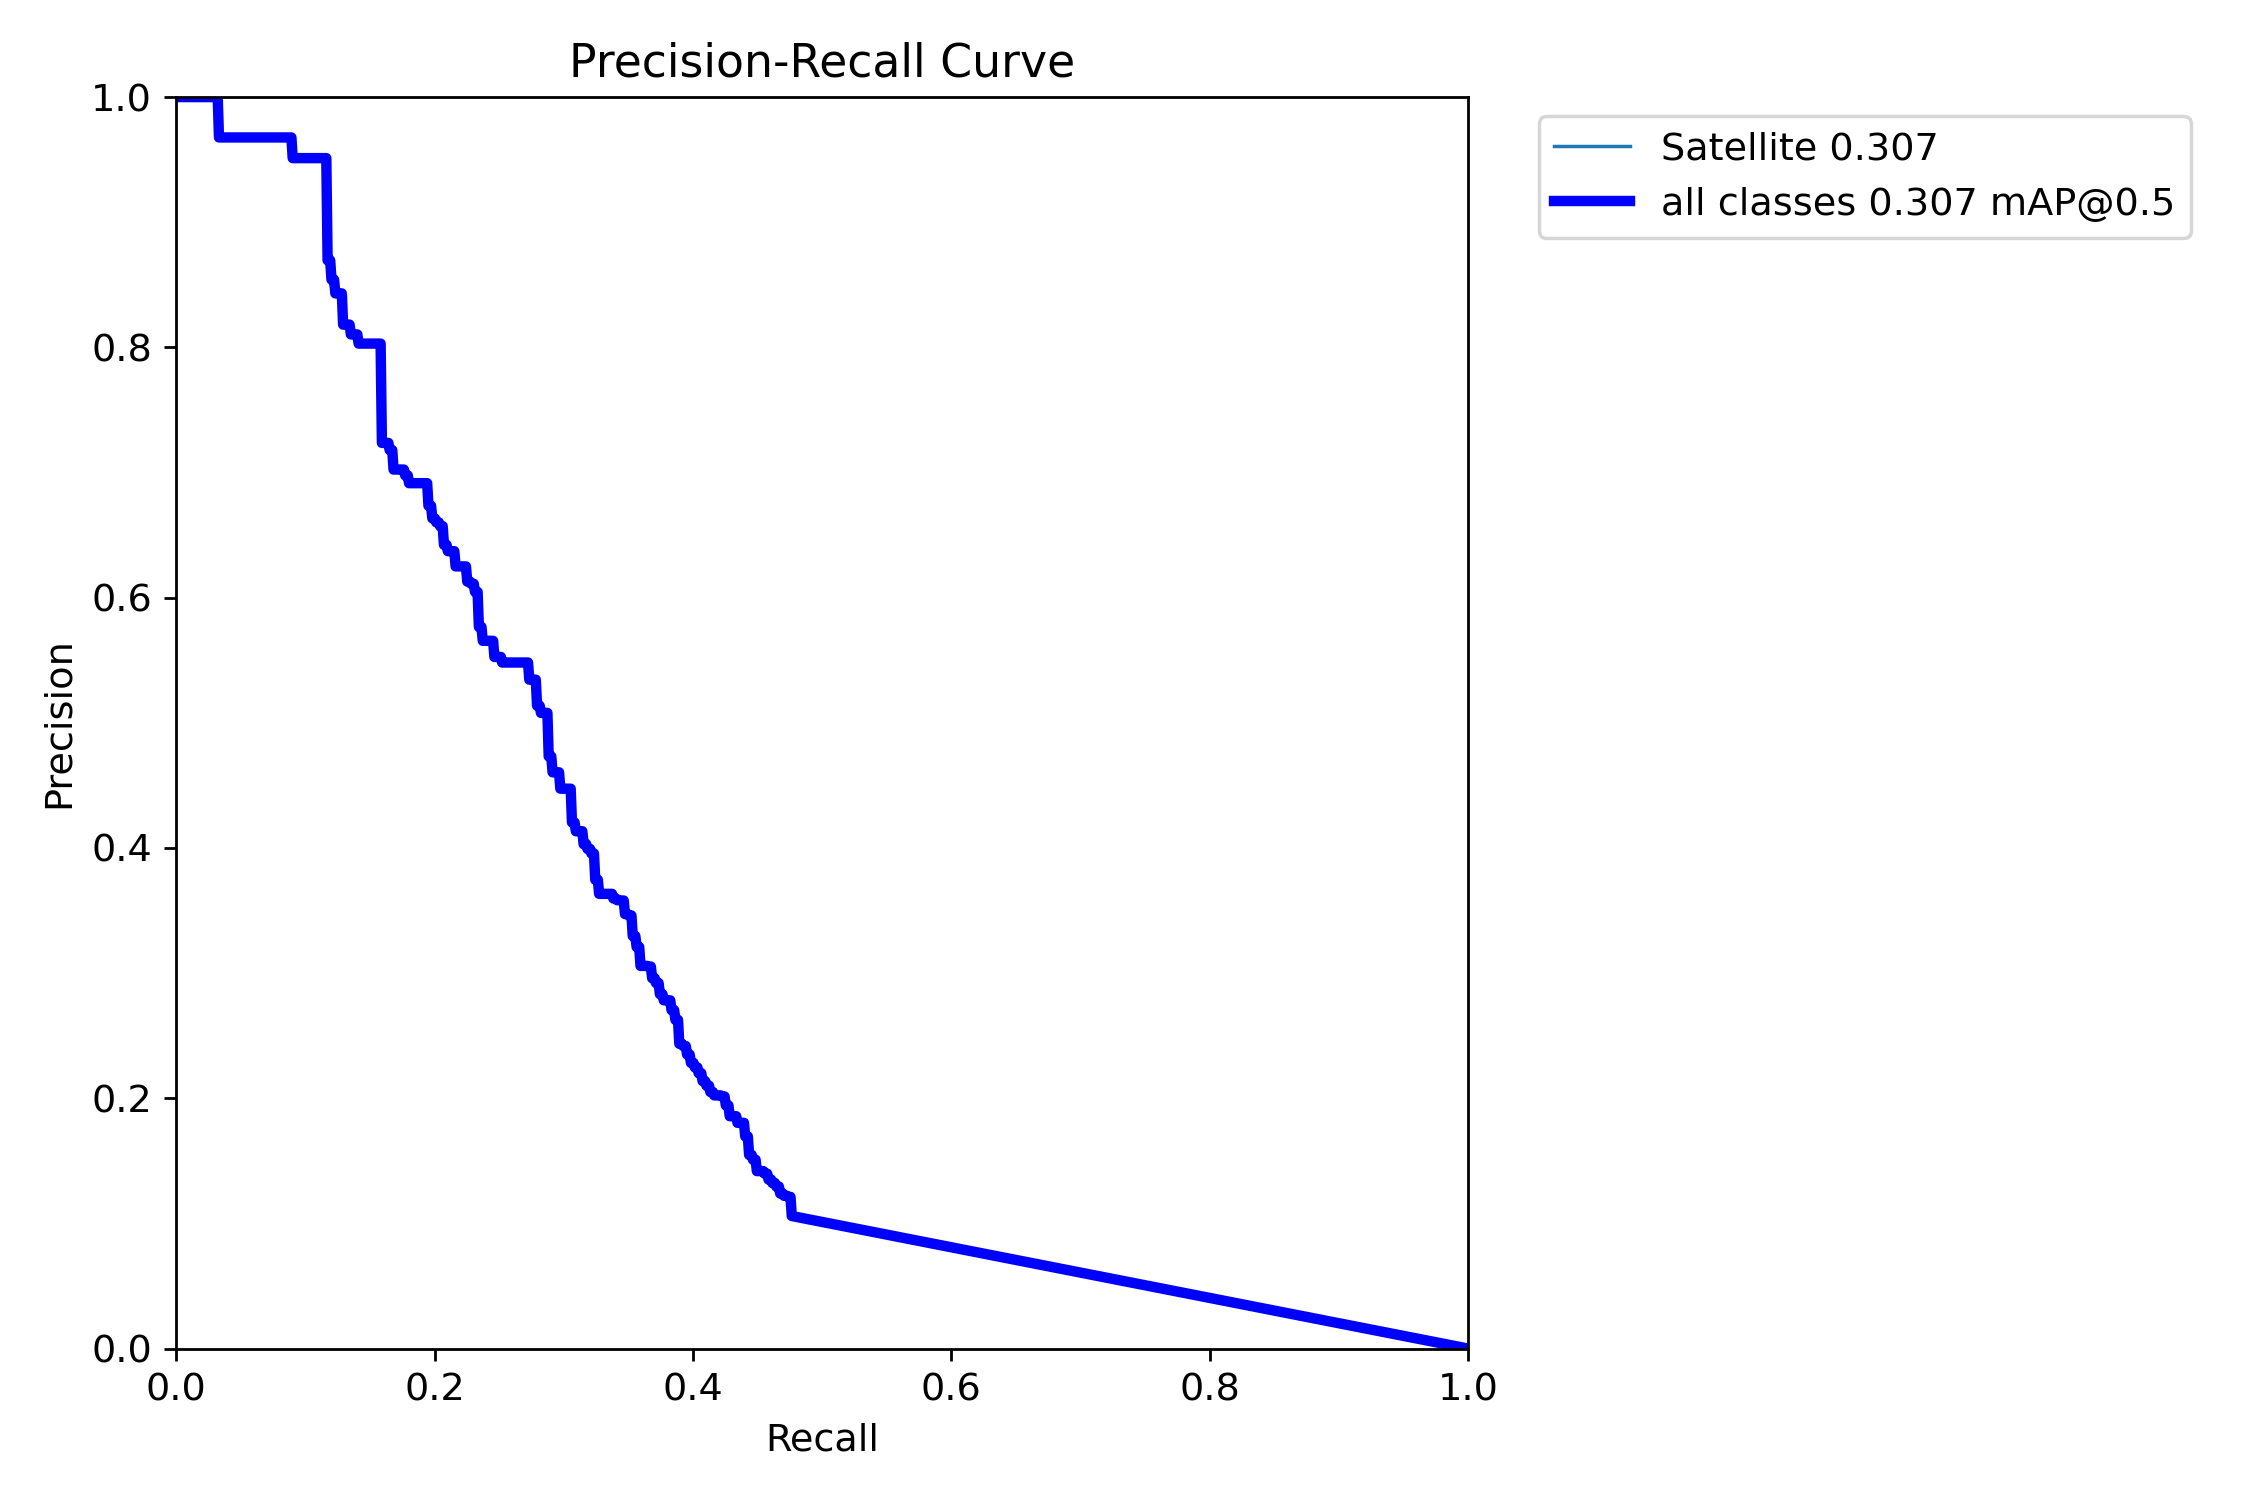 Precision-Recall Curve
1.0
0.8
0.6
0.4
0.2
0.0
Precision
0.0 0.2 0.4 0.6 0.8 1.0
Recall
Satellite 0.307
all classes 0.307 mAP@0.5